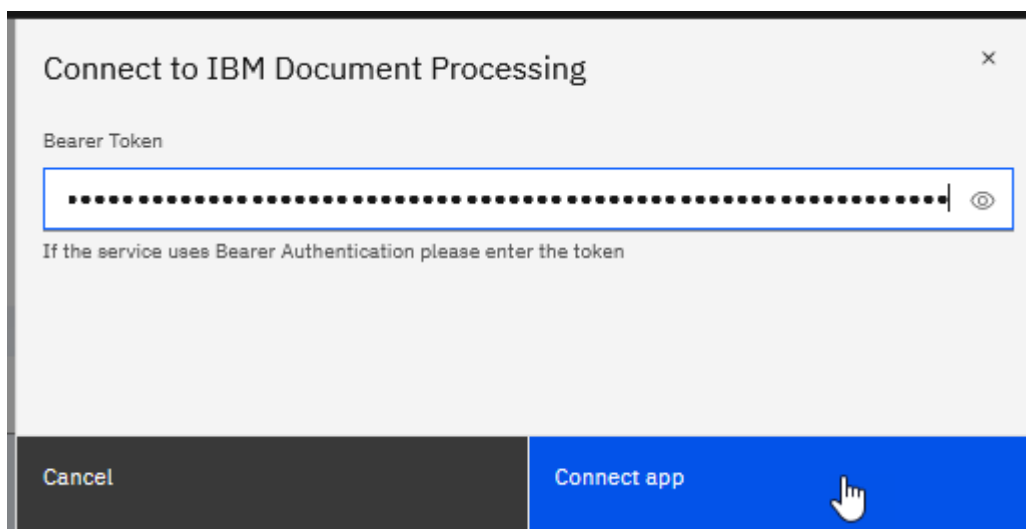 Connect to IBM Document Processing
Bearer Token
If the service uses Bearer Authentication please enter the token
Cancel
Connect app